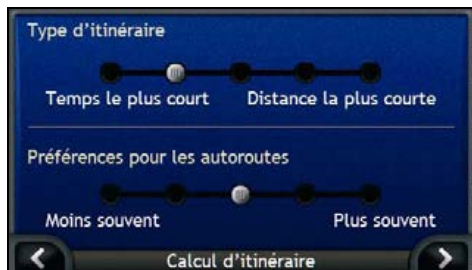 Type d'itinéraire
Temps le plus court Distance la plus courte
Préférences pour les autoroutes
Moins souvent Plus souvent
Calcul d'itinéraire